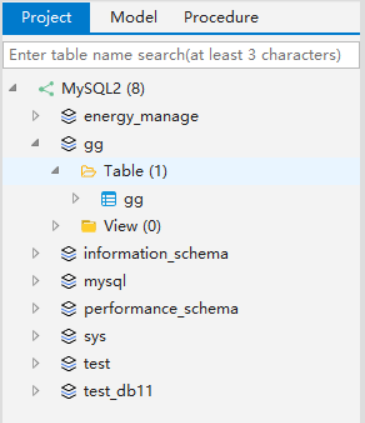 Project Model Procedure
Enter table name search(at least 3 characters)
MySQL2 (8)
energy_manage
gg
Table (1)
gg
View (0)
information_schema
mysql
performance_schema
sys
test
test_db11